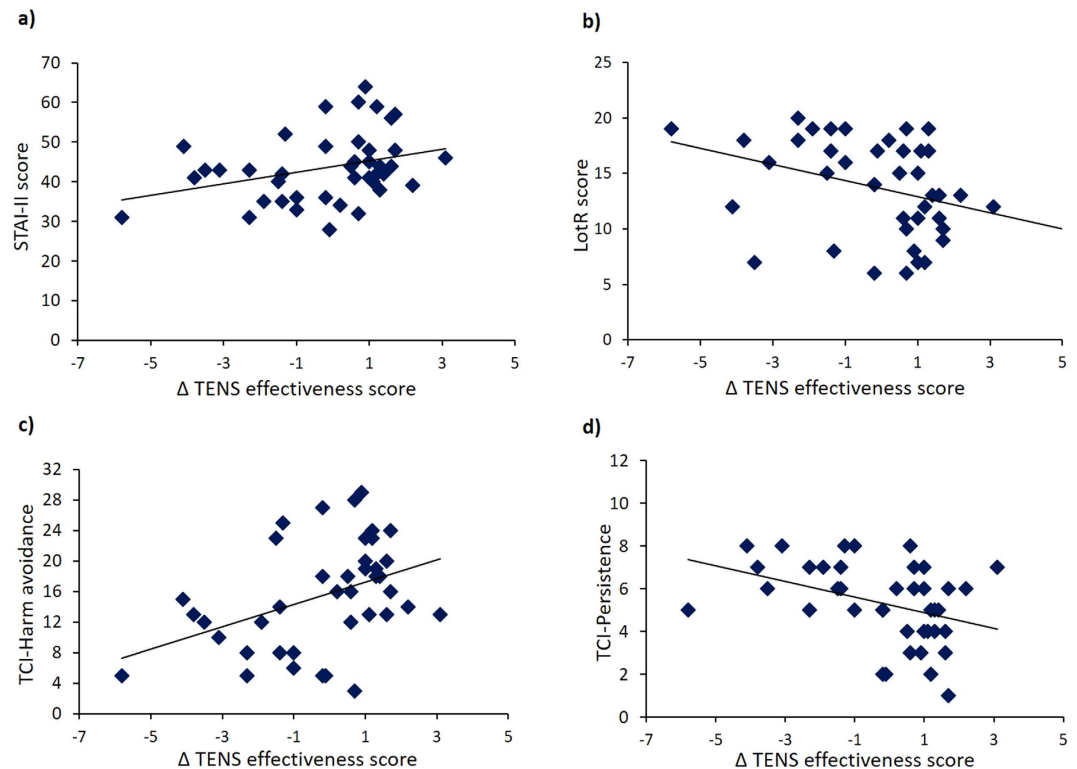 a)
STAI-II score
70
60
50
40
30
20
10
0
-7 -5 -3 -1 1 3 5
Δ TENS effectiveness score
b)
LotR score
25
20
15
10
5
0
-7 -5 -3 -1 1 3 5
Δ TENS effectiveness score
c)
TCI-Harm avoidance
32
28
24
20
16
12
8
4
0
-7 -5 -3 -1 1 3 5
Δ TENS effectiveness score
d)
TCI-Persistence
12
10
8
6
4
2
0
-7 -5 -3 -1 1 3 5
Δ TENS effectiveness score